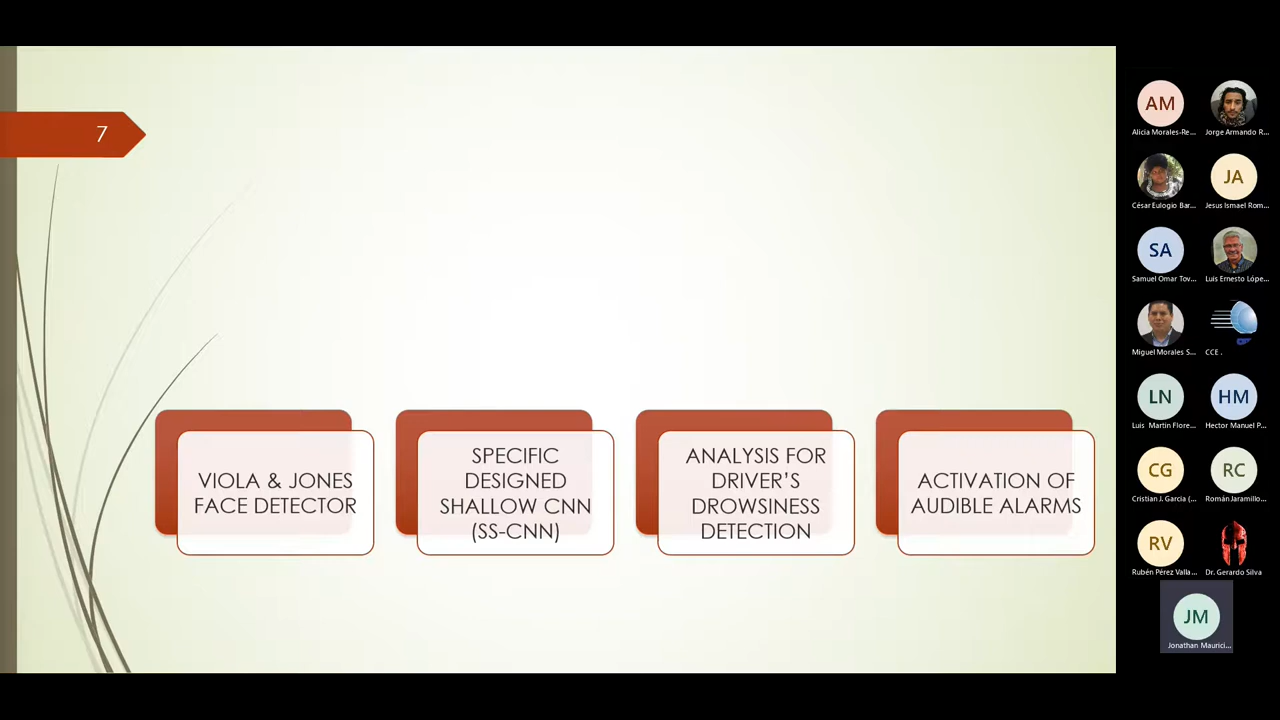 7
VIOLA & JONES
FACE DETECTOR
SPECIFIC
DESIGNED
SHALLOW CNN
(SS-CNN)
ANALYSIS FOR
DRIVER'S
DROWSINESS
DETECTION
ACTIVATION OF
AUDIBLE ALARMS
AM
Alicia Morales-Re...
Jorge Armando R...
César Eulogio Bar...
JA
Jesus Ismael Rom...
SA
Samuel Omar Tov...
Luis Ernesto Lópe...
Miguel Morales S...
CCE .
LN
Luis Martin Flore...
HM
Hector Manuel P...
CG
Cristian J. Garcia (...
RC
Román Jaramillo...
RV
Rubén Pérez Valla...
Dr. Gerardo Silva
JM
Jonathan Maurici...